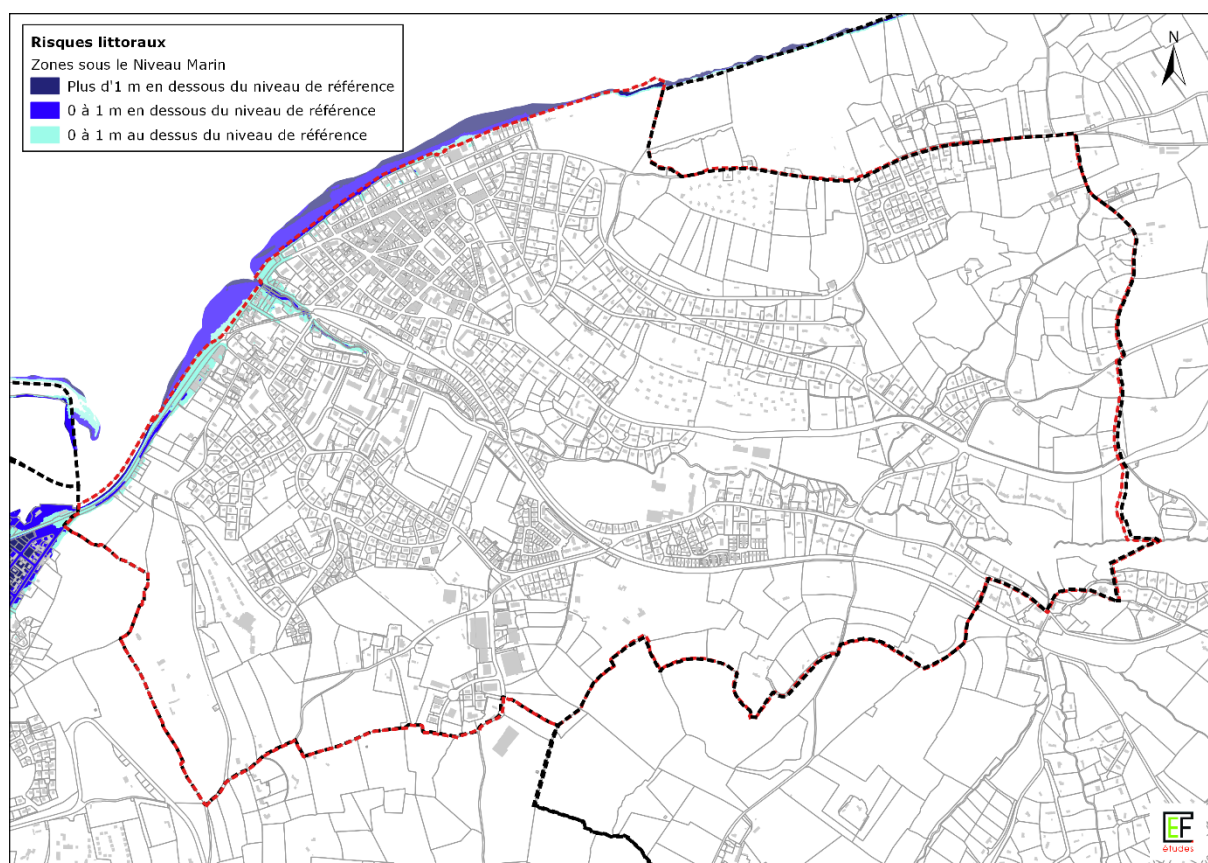 Risques littoraux
Zones sous le Niveau Marin
Plus d'1 m en dessous du niveau de référence
0 à 1 m en dessous du niveau de référence
0 à 1 m au dessus du niveau de référence
N
EF
études